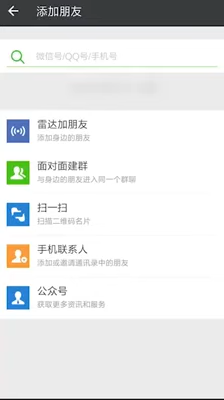 添加朋友
微信号/QQ号/手机号
雷达加朋友
添加身边的朋友
面对面建群
与身边的朋友进入同一个群聊
扫一扫
扫描二维码名片
手机联系人
添加或邀请通讯录中的朋友
公众号
获取更多资讯和服务